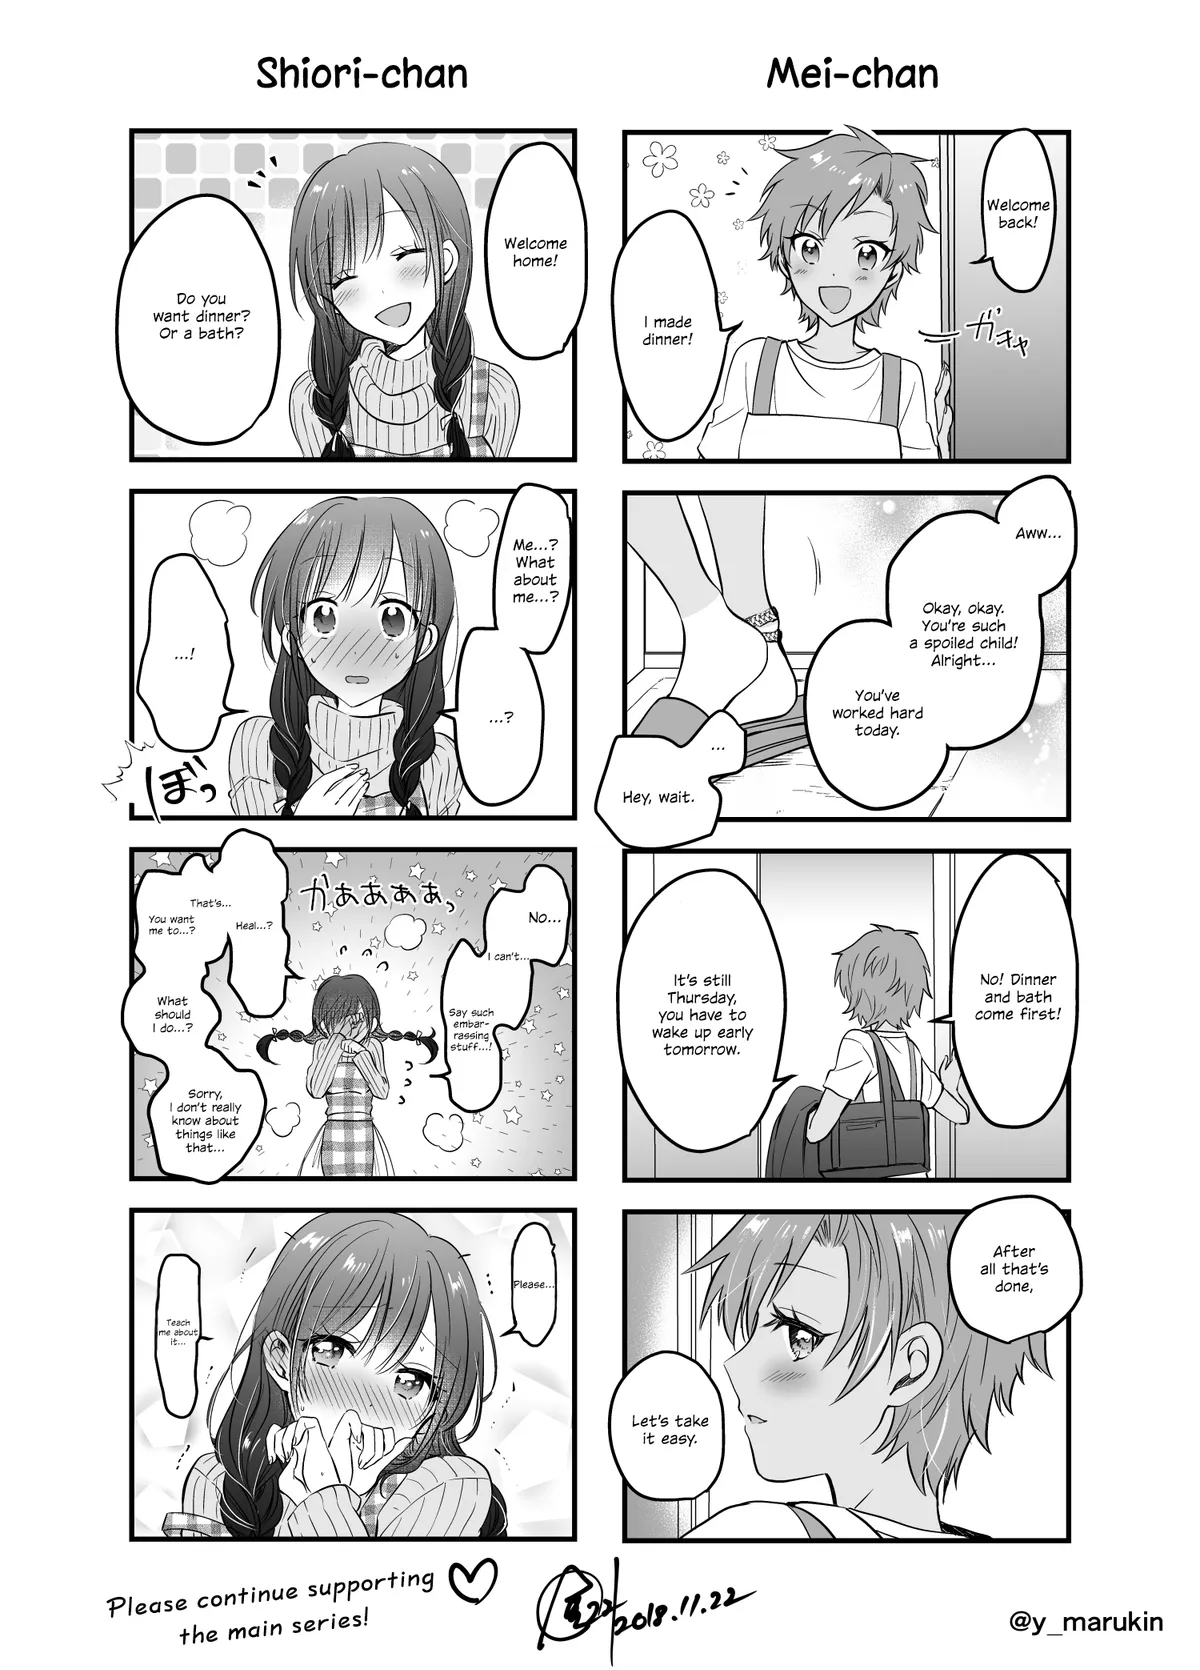 Mei-chan
Welcome
back!
ガチャ
I made
dinner!
Aww...
Okay, okay.
You're such
a spoiled child!
Alright...
You've
worked hard
today.
...
Hey, wait.
No! Dinner
and bath
come first!
It's still
Thursday,
you have to
wake up early
tomorrow.
After
all that's
done,
Let's take
it easy.
Shiori-chan
Welcome
home!
Do you
want dinner?
Or a bath?
Me...?
What
about
me...?
...?
...!
ぼっ
No...
I can't...
Say such
embar-
rassing
stuff...!
かああああっ
That's...
Heal...?
You want
me to...?
What
should
I do...?
Sorry,
I don't really
know about
things like
that...
Please...
Teach
me about
it...
Please continue supporting
the main series!
2018.11.22
@y_marukin